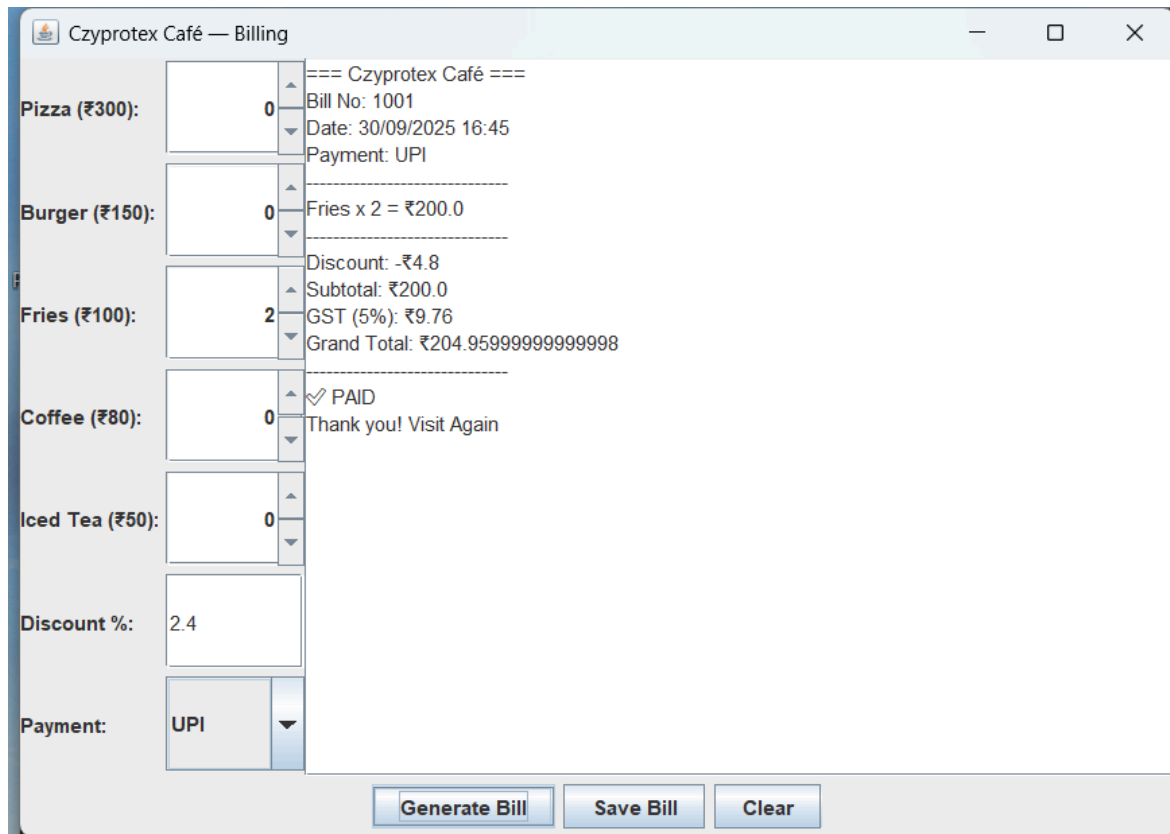 Czyprotex Café — Billing
Pizza (₹300):
0
Burger (₹150):
0
Fries (₹100):
2
Coffee (₹80):
0
Iced Tea (₹50):
0
Discount %:
2.4
Payment:
UPI
=== Czyprotex Café ===
Bill No: 1001
Date: 30/09/2025 16:45
Payment: UPI
------------------------------
Fries x 2 = ₹200.0
------------------------------
Discount: -₹4.8
Subtotal: ₹200.0
GST (5%): ₹9.76
Grand Total: ₹204.95999999999998
------------------------------
✅ PAID
Thank you! Visit Again
Generate Bill
Save Bill
Clear